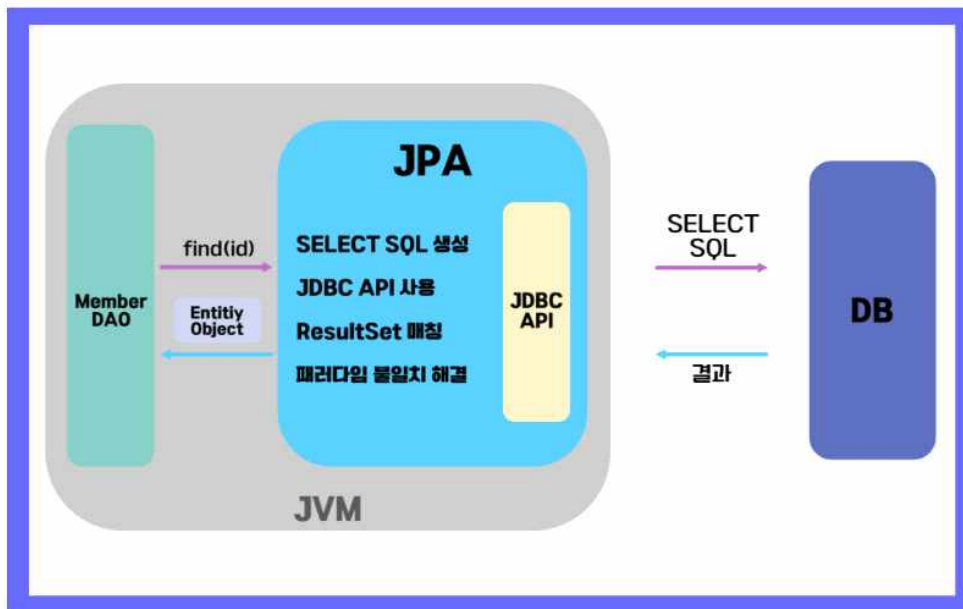 JPA
SELECT SQL 생성
JDBC API 사용
ResultSet 매칭
패러다임 불일치 해결
JDBC
API
find(id)
Entitiy
Object
Member
DAO
JVM
SELECT
SQL
결과
DB